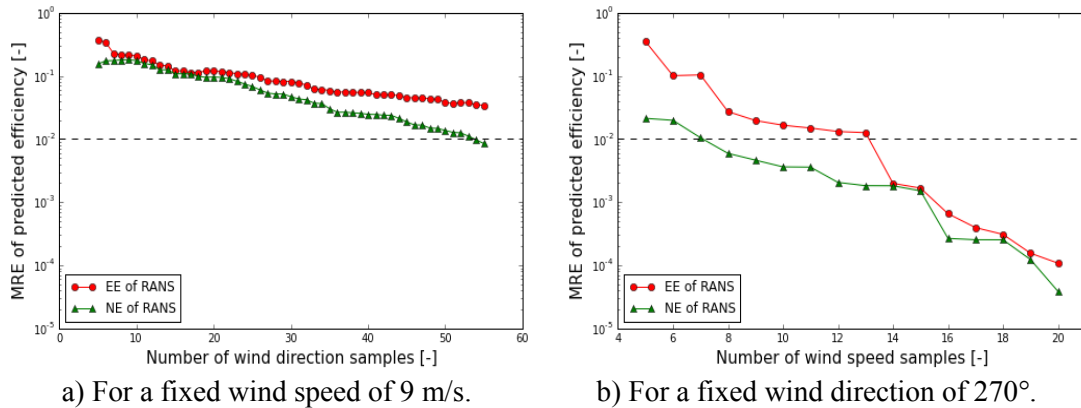 MRE of predicted efficiency [-]
10^0
10^-1
10^-2
10^-3
10^-4
10^-5
EE of RANS
NE of RANS
0 10 20 30 40 50 60
Number of wind direction samples [-]
a) For a fixed wind speed of 9 m/s.
MRE of predicted efficiency [-]
10^0
10^-1
10^-2
10^-3
10^-4
10^-5
EE of RANS
NE of RANS
4 6 8 10 12 14 16 18 20
Number of wind speed samples [-]
b) For a fixed wind direction of 270°.